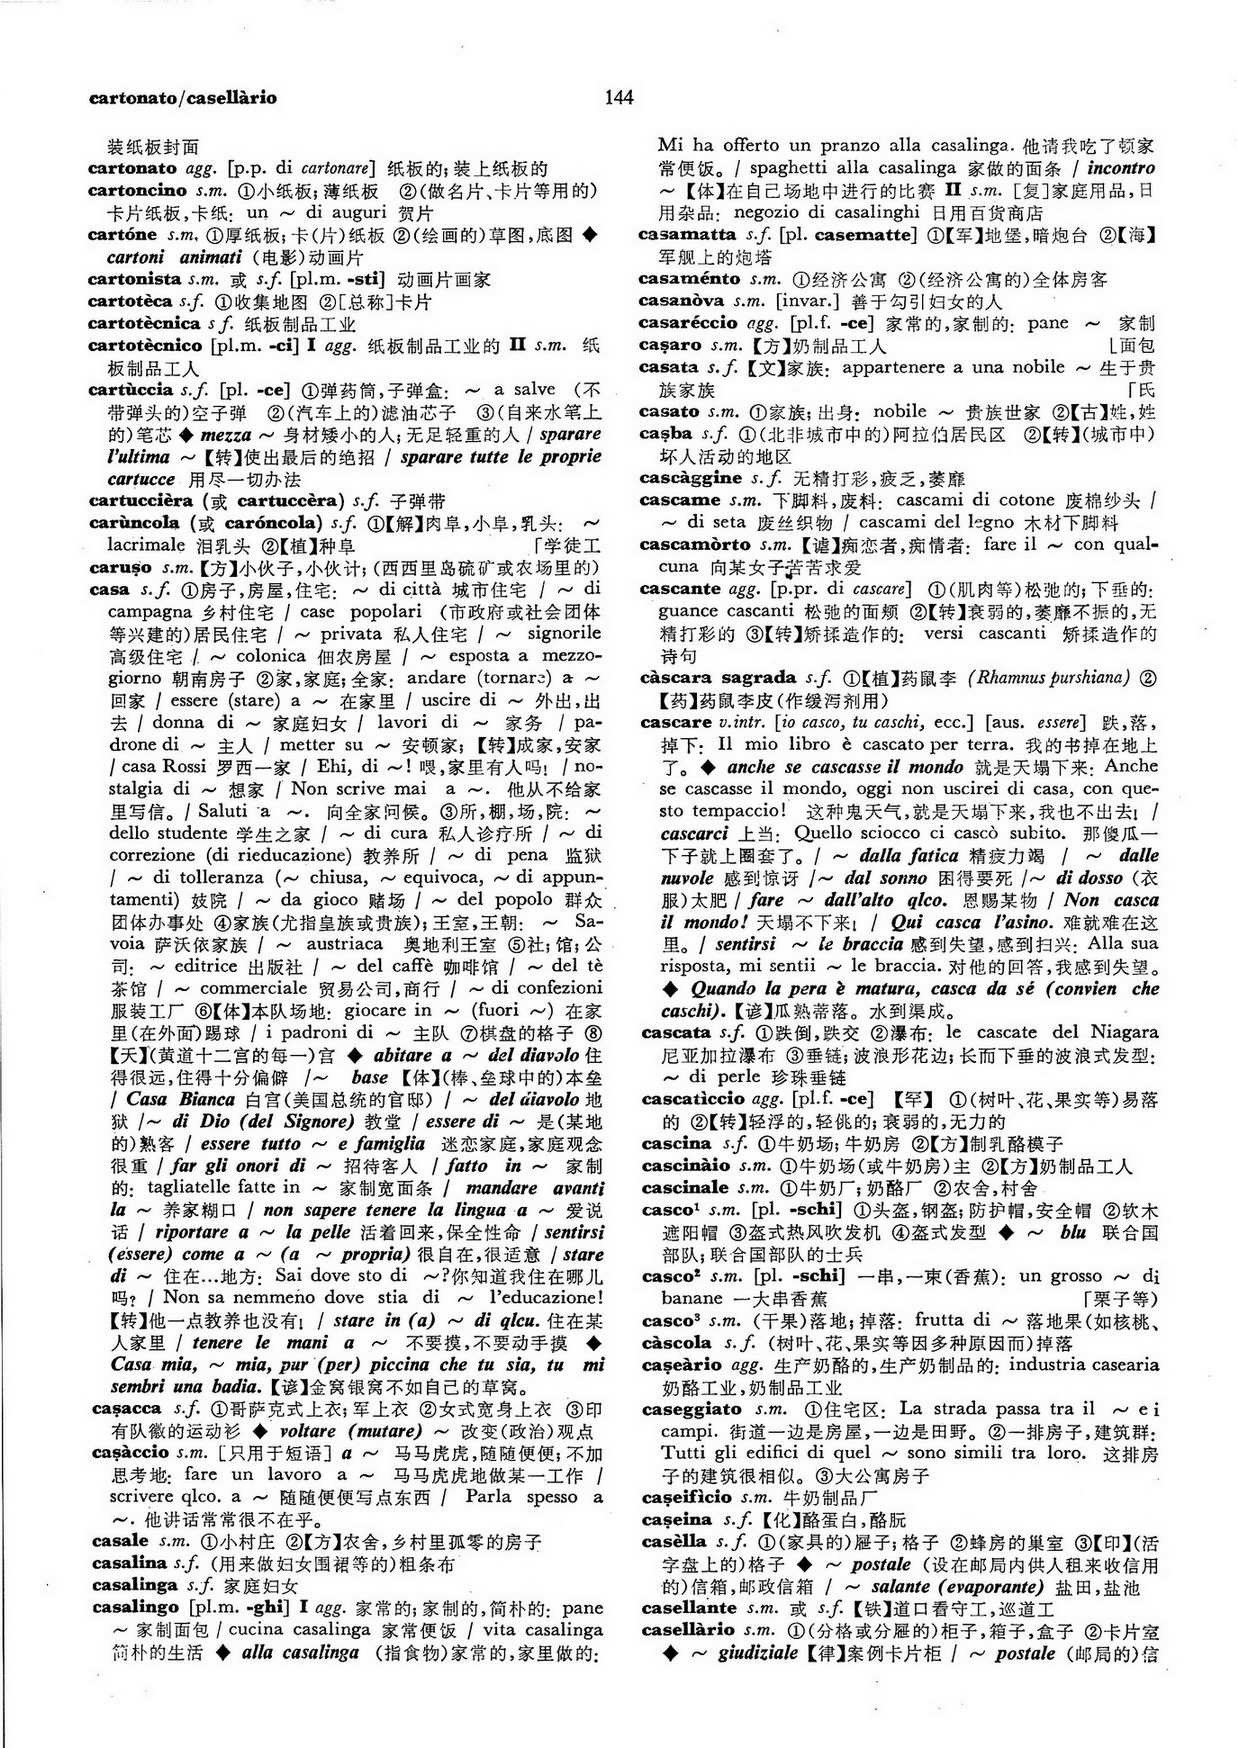 cartonato/casellàrio
144
装纸板封面
cartonato agg. [p.p. di cartonare] 纸板的;装上纸板的
cartoncino s.m. ①小纸板;薄纸板 ②(做名片、卡片等用的)
卡片纸板,卡纸: un ～ di auguri 贺片
cartóne s.m. ①厚纸板;卡(片)纸板 ②(绘画的)草图,底图 ◆
cartoni animati (电影)动画片
cartonista s.m. 或 s.f. [pl.m. -sti] 动画片画家
cartotèca s.f. ①收集地图 ②[总称]卡片
cartotècnica s f. 纸板制品工业
cartotècnico [pl.m. -ci] I agg. 纸板制品工业的 II s.m. 纸
板制品工人
cartùccia s.f. [pl. -ce] ①弹药筒,子弹盒: ～ a salve (不
带弹头的)空子弹 ②(汽车上的)滤油芯子 ③(自来水笔上
的)笔芯 ◆ mezza ～ 身材矮小的人;无足轻重的人 / sparare
l'ultima ～【转】使出最后的绝招 / sparare tutte le proprie
cartucce 用尽一切办法
cartuccièra (或 cartuccèra) s.f. 子弹带
carùncola (或 caróncola) s.f. ①【解】肉阜,小阜,乳头: ～
lacrimale 泪乳头 ②【植】种阜 「学徒工
caruṣo s.m.【方】小伙子,小伙计;(西西里岛硫矿或农场里的)
casa s.f. ①房子,房屋,住宅: ～ di città 城市住宅 / ～ di
campagna 乡村住宅 / case popolari (市政府或社会团体
等兴建的)居民住宅 / ～ privata 私人住宅 / ～ signorile
高级住宅 / ～ colonica 佃农房屋 / ～ esposta a mezzo-
giorno 朝南房子 ②家,家庭;全家: andare (tornare) a ～
回家 / essere (stare) a ～ 在家里 / uscire di ～ 外出,出
去 / donna di ～ 家庭妇女 / lavori di ～ 家务 / pa-
drone di ～ 主人 / metter su ～ 安顿家;【转】成家,安家
/ casa Rossi 罗西一家 / Ehi, di ～! 喂,家里有人吗! / no-
stalgia di ～ 想家 / Non scrive mai a ～. 他从不给家
里写信。/ Saluti a ～. 向全家问候。③所,棚,场,院: ～
dello studente 学生之家 / ～ di cura 私人诊疗所 / ～ di
correzione (di rieducazione) 教养所 / ～ di pena 监狱
/ ～ di tolleranza (～ chiusa, ～ equivoca, ～ di appun-
tamenti) 妓院 / ～ da gioco 赌场 / ～ del popolo 群众
团体办事处 ④家族(尤指皇族或贵族);王室,王朝: ～ Sa-
voia 萨沃依家族 / ～ austriaca 奥地利王室 ⑤社;馆;公
司: ～ editrice 出版社 / ～ del caffè 咖啡馆 / ～ del tè
茶馆 / ～ commerciale 贸易公司,商行 / ～ di confezioni
服装工厂 ⑥【体】本队场地: giocare in ～ (fuori ～) 在家
里(在外面)踢球 / i padroni di ～ 主队 ⑦棋盘的格子 ⑧
【天】(黄道十二宫的每一)宫 ◆ abitare a ～ del diavolo 住
得很远,住得十分偏僻 /～ base 【体】(棒、垒球中的)本垒
/ Casa Bianca 白宫(美国总统的官邸) / ～ del diavolo 地
狱 /～ di Dio (del Signore) 教堂 / essere di ～ 是(某地
的)熟客 / essere tutto ～ e famiglia 迷恋家庭,家庭观念
很重 / far gli onori di ～ 招待客人 / fatto in ～ 家制
的: tagliatelle fatte in ～ 家制宽面条 / mandare avanti
la ～ 养家糊口 / non sapere tenere la lingua a ～ 爱说
话 / riportare a ～ la pelle 活着回来,保全性命 / sentirsi
(essere) come a ～ (a ～ propria) 很自在,很适意 / stare
di ～ 住在…地方: Sai dove sto di ～?你知道我住在哪儿
吗? / Non sa nemmeno dove stia di ～ l'educazione!
【转】他一点教养也没有! / stare in (a) ～ di qlcu. 住在某
人家里 / tenere le mani a ～ 不要摸,不要动手摸 ◆
Casa mia, ～ mia, pur (per) piccina che tu sia, tu mi
sembri una badia.【谚】金窝银窝不如自己的草窝。
caṣacca s.f. ①哥萨克式上衣;军上衣 ②女式宽身上衣 ③印
有队徽的运动衫 ◆ voltare (mutare) ～ 改变(政治)观点
caṣàccio s.m. [只用于短语] a ～ 马马虎虎,随随便便;不加
思考地: fare un lavoro a ～ 马马虎虎地做某一工作 /
scrivere qlco. a ～ 随随便便写点东西 / Parla spesso a
～. 他讲话常常很不在乎。
casale s.m. ①小村庄 ②【方】农舍,乡村里孤零的房子
casalina s.f. (用来做妇女围裙等的)粗条布
casalinga s.f. 家庭妇女
casalingo [pl.m. -ghi] I agg. 家常的;家制的,简朴的: pane
～ 家制面包 / cucina casalinga 家常便饭 / vita casalinga
简朴的生活 ◆ alla casalinga (指食物)家常的,家里做的:
Mi ha offerto un pranzo alla casalinga. 他请我吃了顿家
常便饭。/ spaghetti alla casalinga 家做的面条 / incontro
～【体】在自己场地中进行的比赛 II s.m. [复]家庭用品,日
用杂品: negozio di casalinghi 日用百货商店
casamatta s.f. [pl. casematte] ①【军】地堡,暗炮台 ②【海】
军舰上的炮塔
casaménto s.m. ①经济公寓 ②(经济公寓的)全体房客
casanòva s.m. [invar.] 善于勾引妇女的人
casaréccio agg. [pl.f. -ce] 家常的,家制的: pane ～ 家制
caṣaro s.m.【方】奶制品工人 ⌊面包
casata s.f.【文】家族: appartenere a una nobile ～ 生于贵
族家族 「氏
casato s.m. ①家族;出身: nobile ～ 贵族世家 ②【古】姓,姓
caṣba s.f. ①(北非城市中的)阿拉伯居民区 ②【转】(城市中)
坏人活动的地区
cascàggine s.f. 无精打彩,疲乏,萎靡
cascame s.m. 下脚料,废料: cascami di cotone 废棉纱头 /
～ di seta 废丝织物 / cascami del legno 木材下脚料
cascamòrto s.m.【谑】痴恋者,痴情者: fare il ～ con qual-
cuna 向某女子苦苦求爱
cascante agg. [p.pr. di cascare] ①(肌肉等)松弛的;下垂的:
guance cascanti 松弛的面颊 ②【转】衰弱的,萎靡不振的,无
精打彩的 ③【转】矫揉造作的: versi cascanti 矫揉造作的
诗句
càscara sagrada s.f. ①【植】药鼠李 (Rhamnus purshiana) ②
【药】药鼠李皮(作缓泻剂用)
cascare v.intr. [io casco, tu caschi, ecc.] [aus. essere] 跌,落,
掉下: Il mio libro è cascato per terra. 我的书掉在地上
了。◆ anche se cascasse il mondo 就是天塌下来: Anche
se cascasse il mondo, oggi non uscirei di casa, con que-
sto tempaccio! 这种鬼天气,就是天塌下来,我也不出去! /
cascarci 上当: Quello sciocco ci cascò subito. 那傻瓜一
下子就上圈套了。/ ～ dalla fatica 精疲力竭 / ～ dalle
nuvole 感到惊讶 /～ dal sonno 困得要死 /～ di dosso (衣
服)太肥 / fare ～ dall'alto qlco. 恩赐某物 / Non casca
il mondo! 天塌不下来! / Qui casca l'asino. 难就难在这
里。/ sentirsi ～ le braccia 感到失望,感到扫兴: Alla sua
risposta, mi sentii ～ le braccia. 对他的回答,我感到失望。
◆ Quando la pera è matura, casca da sé (convien che
caschi).【谚】瓜熟蒂落。水到渠成。
cascata s.f. ①跌倒,跌交 ②瀑布: le cascate del Niagara
尼亚加拉瀑布 ③垂链;波浪形花边;长而下垂的波浪式发型:
～ di perle 珍珠垂链
cascatìccio agg. [pl.f. -ce] 【罕】 ①(树叶、花、果实等)易落
的 ②【转】轻浮的,轻佻的;衰弱的,无力的
cascina s.f. ①牛奶场;牛奶房 ②【方】制乳酪模子
cascinàio s.m. ①牛奶场(或牛奶房)主 ②【方】奶制品工人
cascinale s.m. ①牛奶厂;奶酪厂 ②农舍,村舍
casco¹ s.m. [pl. -schi] ①头盔,钢盔;防护帽,安全帽 ②软木
遮阳帽 ③盔式热风吹发机 ④盔式发型 ◆ ～ blu 联合国
部队;联合国部队的士兵
casco² s.m. [pl. -schi] 一串,一束(香蕉): un grosso ～ di
banane 一大串香蕉 「栗子等)
casco³ s.m. (干果)落地;掉落: frutta di ～ 落地果(如核桃、
càscola s.f. (树叶、花、果实等因多种原因而)掉落
caṣeàrio agg. 生产奶酪的,生产奶制品的: industria casearia
奶酪工业,奶制品工业
caseggiato s.m. ①住宅区: La strada passa tra il ～ e i
campi. 街道一边是房屋,一边是田野。②一排房子,建筑群:
Tutti gli edifici di quel ～ sono simili tra loro. 这排房
子的建筑很相似。③大公寓房子
caṣeifìcio s.m. 牛奶制品厂
caṣeina s.f.【化】酪蛋白,酪朊
casèlla s.f. ①(家具的)屉子;格子 ②蜂房的巢室 ③【印】(活
字盘上的)格子 ◆ ～ postale (设在邮局内供人租来收信用
的)信箱,邮政信箱 / ～ salante (evaporante) 盐田,盐池
casellante s.m. 或 s.f.【铁】道口看守工,巡道工
casellàrio s.m. ①(分格或分屉的)柜子,箱子,盒子 ②卡片室
◆ ～ giudiziale【律】案例卡片柜 / ～ postale (邮局的)信